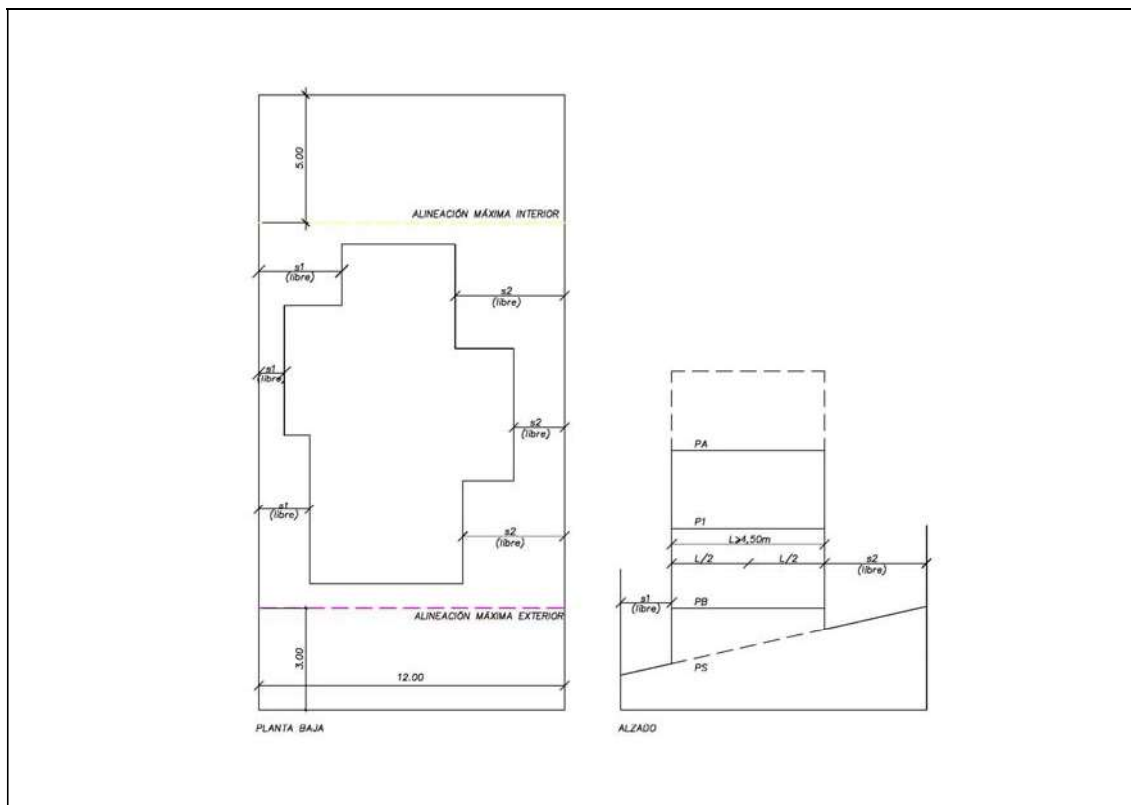 5.00
ALINEACIÓN MÁXIMA INTERIOR
s1
(libre)
s2
(libre)
s1
(libre)
s2
(libre)
s1
(libre)
s2
(libre)
ALINEACIÓN MÁXIMA EXTERIOR
3.00
12.00
PLANTA BAJA
PA
P1
L≥4,50m
L/2
L/2
s2
(libre)
s1
(libre)
PB
PS
ALZADO